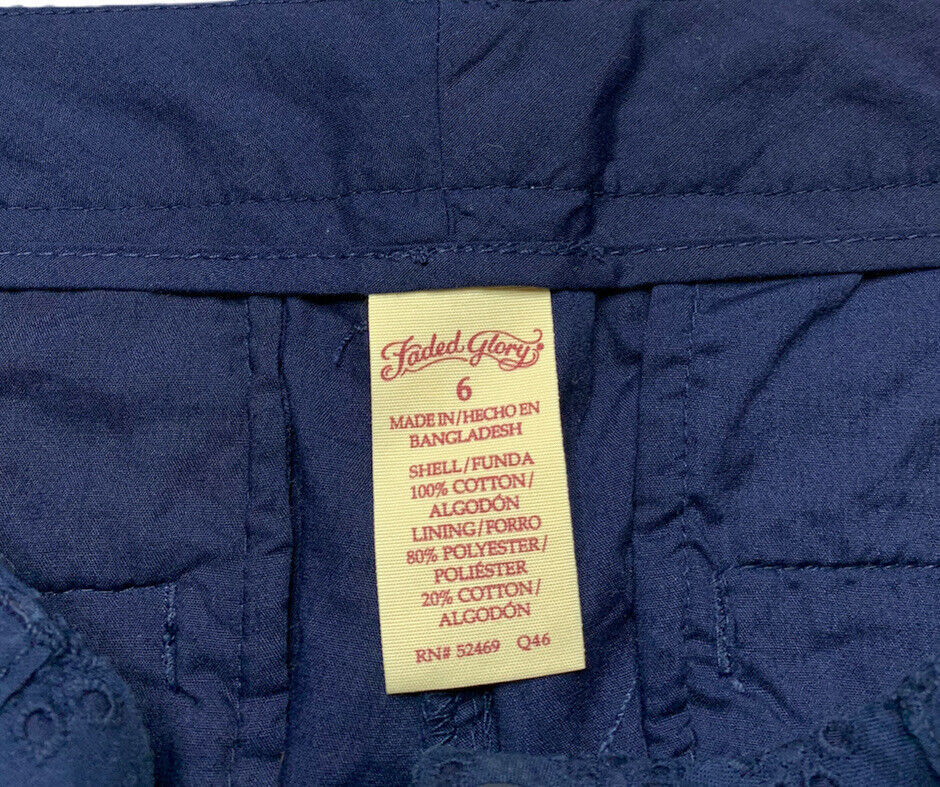 Faded Glory
6
MADE IN/HECHO EN
BANGLADESH
SHELL/FUNDA
100% COTTON/
ALGODÓN
LINING/FORRO
80% POLYESTER/
POLIÉSTER
20% COTTON/
ALGODÓN
RN# 52469 Q46